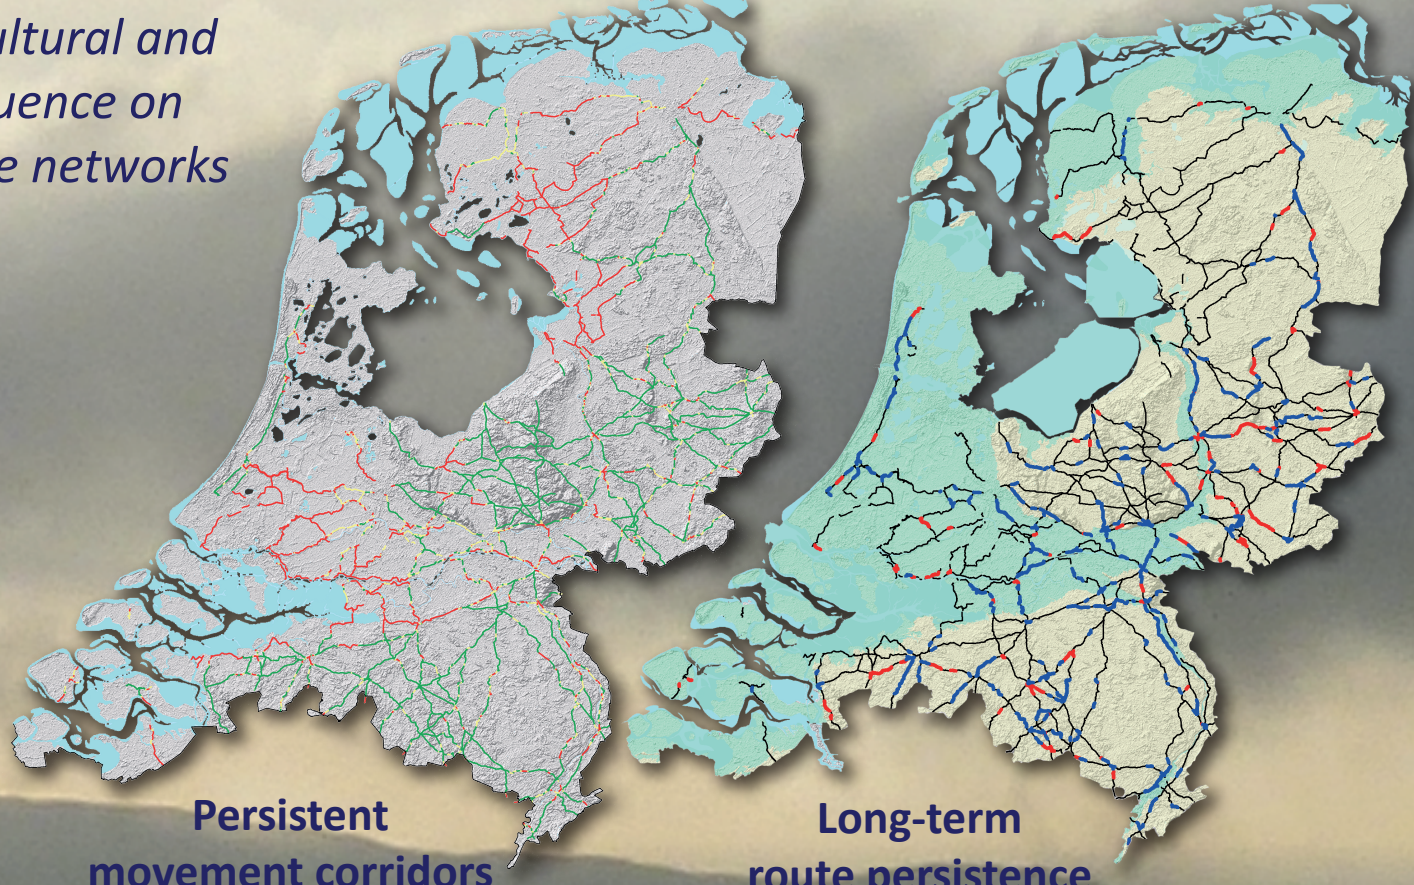 ultural and
uence on
e networks
Persistent
movement corridors
Long-term
route persistence